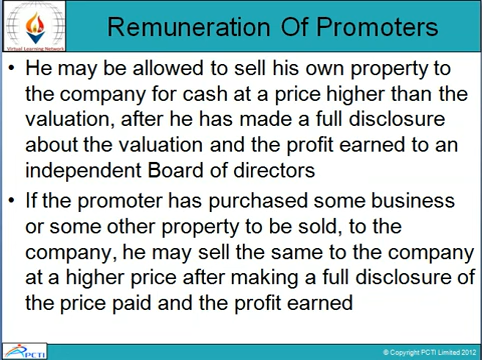 Remuneration Of Promoters
Virtual Learning Network
• He may be allowed to sell his own property to
the company for cash at a price higher than the
valuation, after he has made a full disclosure
about the valuation and the profit earned to an
independent Board of directors
• If the promoter has purchased some business
or some other property to be sold, to the
company, he may sell the same to the company
at a higher price after making a full disclosure of
the price paid and the profit earned
PCTI
© Copyright PCTI Limited 2012